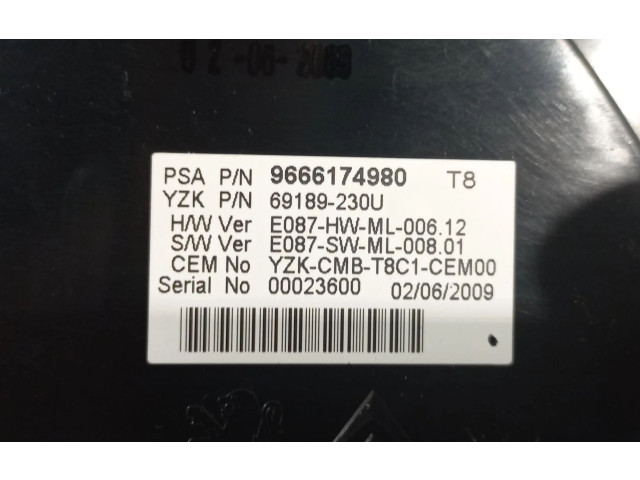 02-06-2009
PSA P/N 9666174980 T8
YZK P/N 69189-230U
H/W Ver E087-HW-ML-006.12
S/W Ver E087-SW-ML-008.01
CEM No YZK-CMB-T8C1-CEM00
Serial No 00023600 02/06/2009